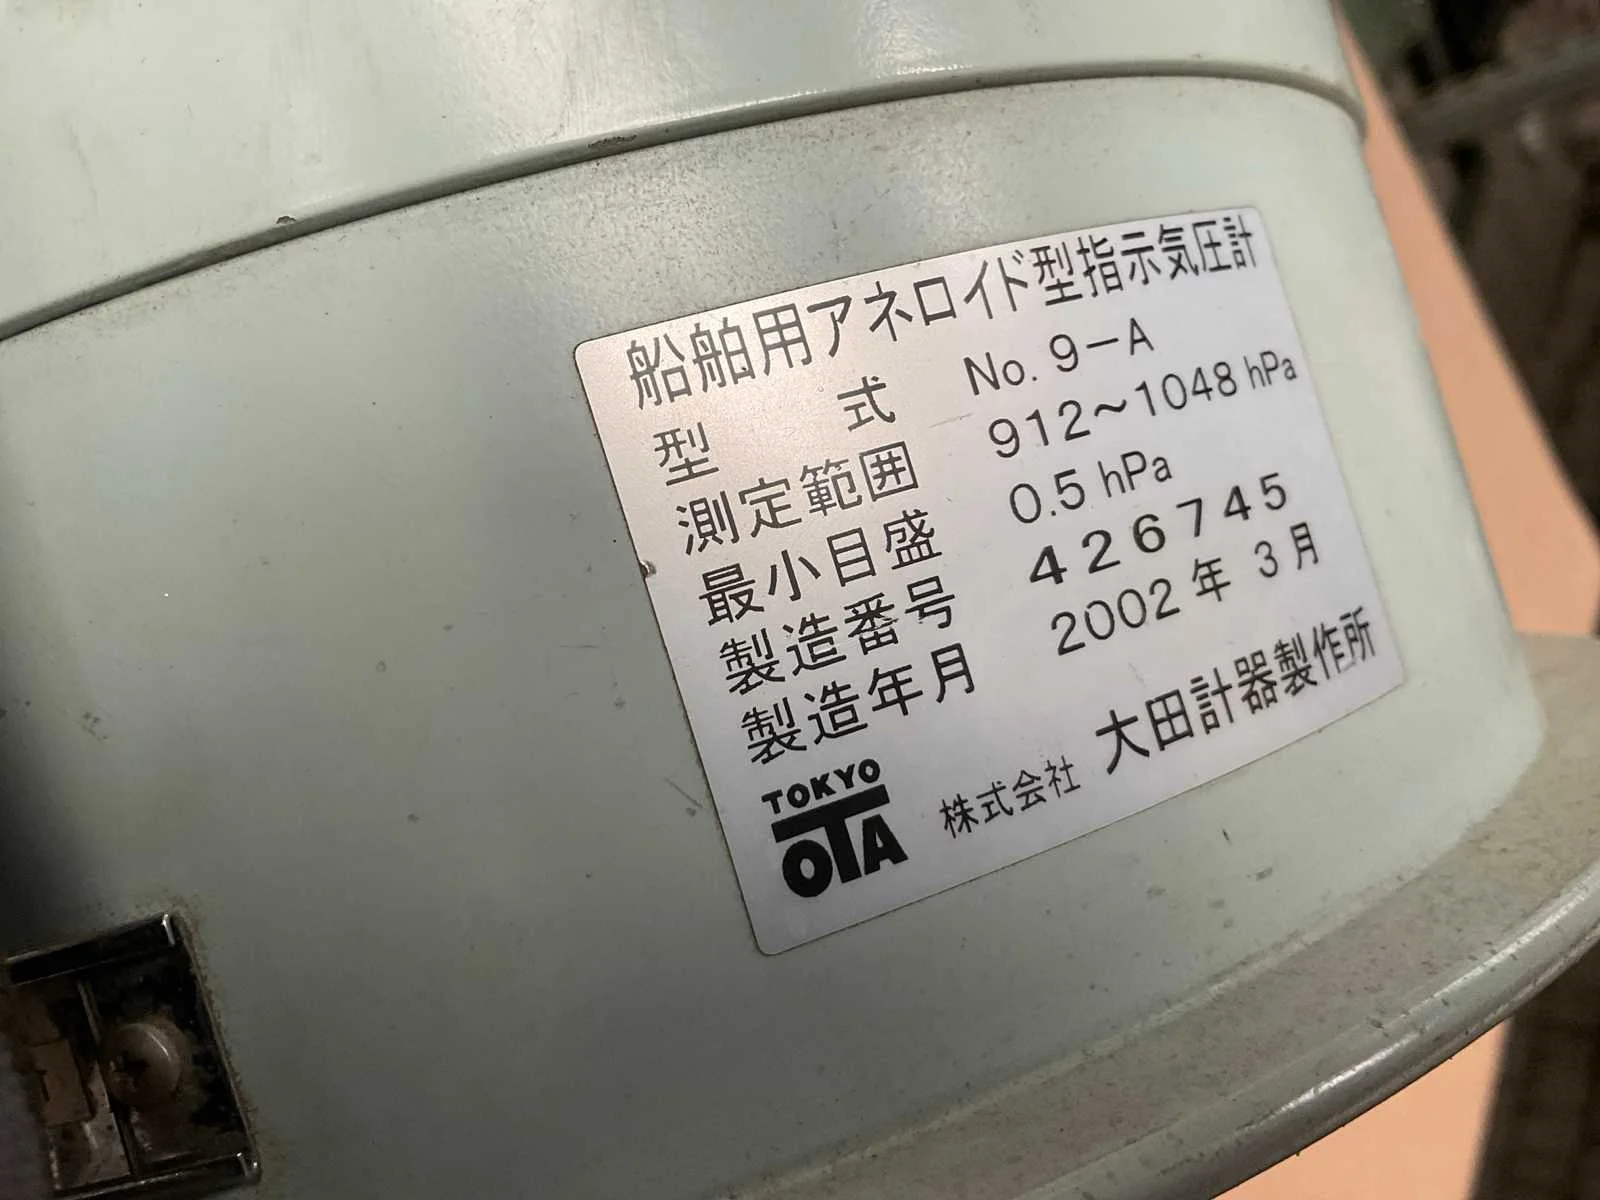 船舶用アネロイド型指示気圧計
型式 No. 9-A
測定範囲 912~1048 hPa
最小目盛 0.5 hPa
製造番号 426745
製造年月 2002年 3月
TOKYO
OTA
株式会社 大田計器製作所